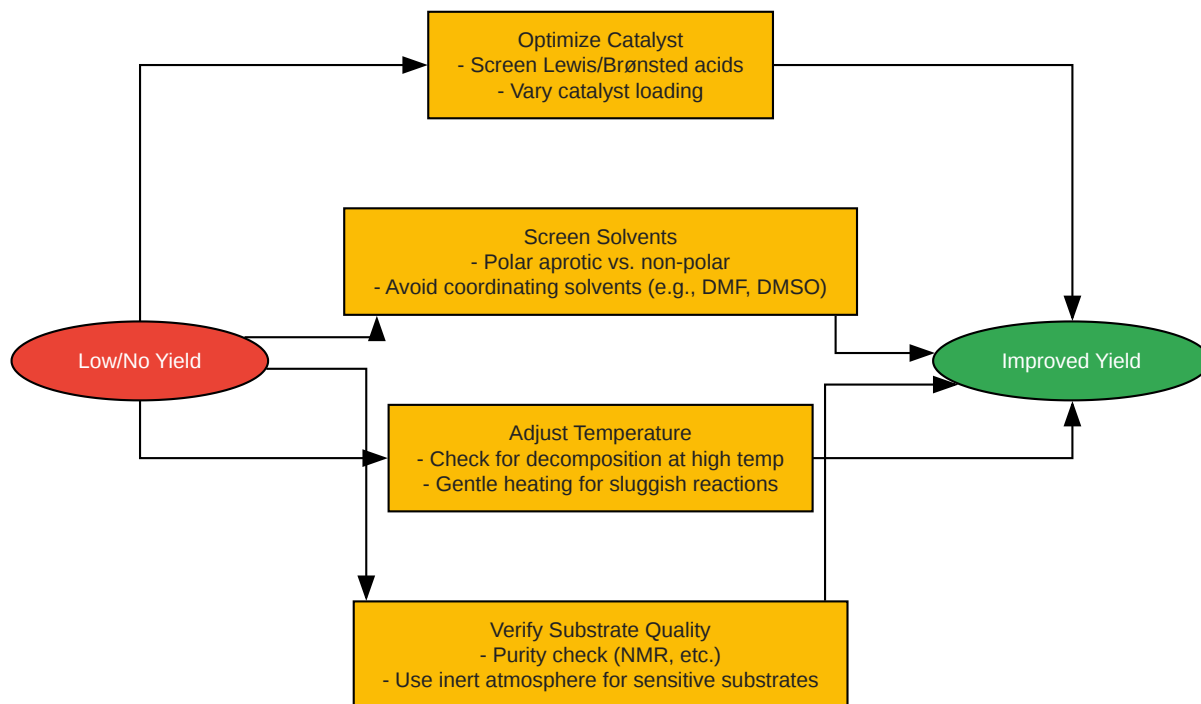 Optimize Catalyst
- Screen Lewis/Brønsted acids
- Vary catalyst loading
Screen Solvents
- Polar aprotic vs. non-polar
- Avoid coordinating solvents (e.g., DMF, DMSO)
Low/No Yield
Improved Yield
Adjust Temperature
- Check for decomposition at high temp
- Gentle heating for sluggish reactions
Verify Substrate Quality
- Purity check (NMR, etc.)
- Use inert atmosphere for sensitive substrates